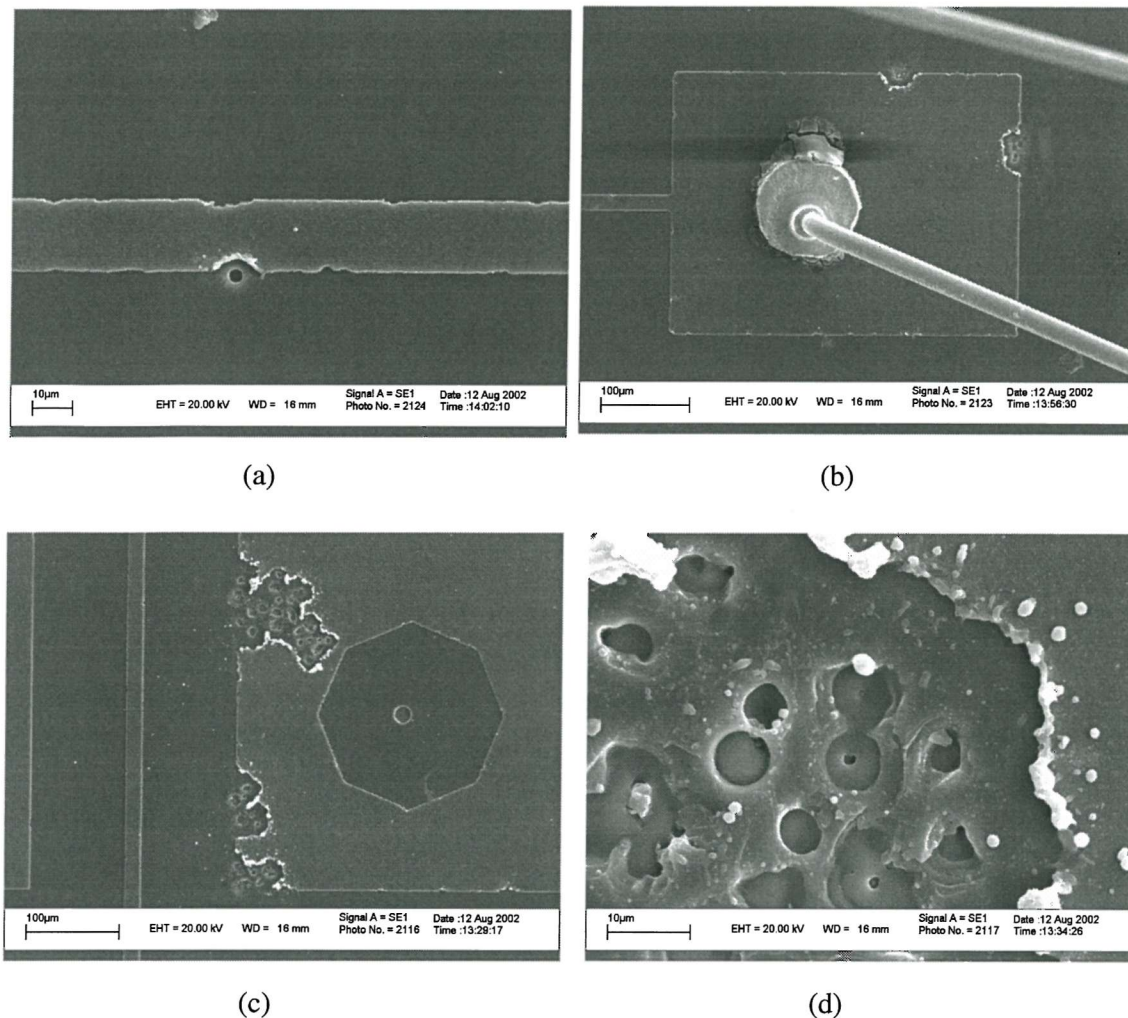 10µm
EHT = 20.00 kV WD = 16 mm
Signal A = SE1 Date :12 Aug 2002
Photo No. = 2124 Time :14:02:10
100µm
EHT = 20.00 kV WD = 16 mm
Signal A = SE1 Date :12 Aug 2002
Photo No. = 2123 Time :13:56:30
(a)
(b)
100µm
EHT = 20.00 kV WD = 16 mm
Signal A = SE1 Date :12 Aug 2002
Photo No. = 2116 Time :13:29:17
10µm
EHT = 20.00 kV WD = 16 mm
Signal A = SE1 Date :12 Aug 2002
Photo No. = 2117 Time :13:34:26
(c)
(d)